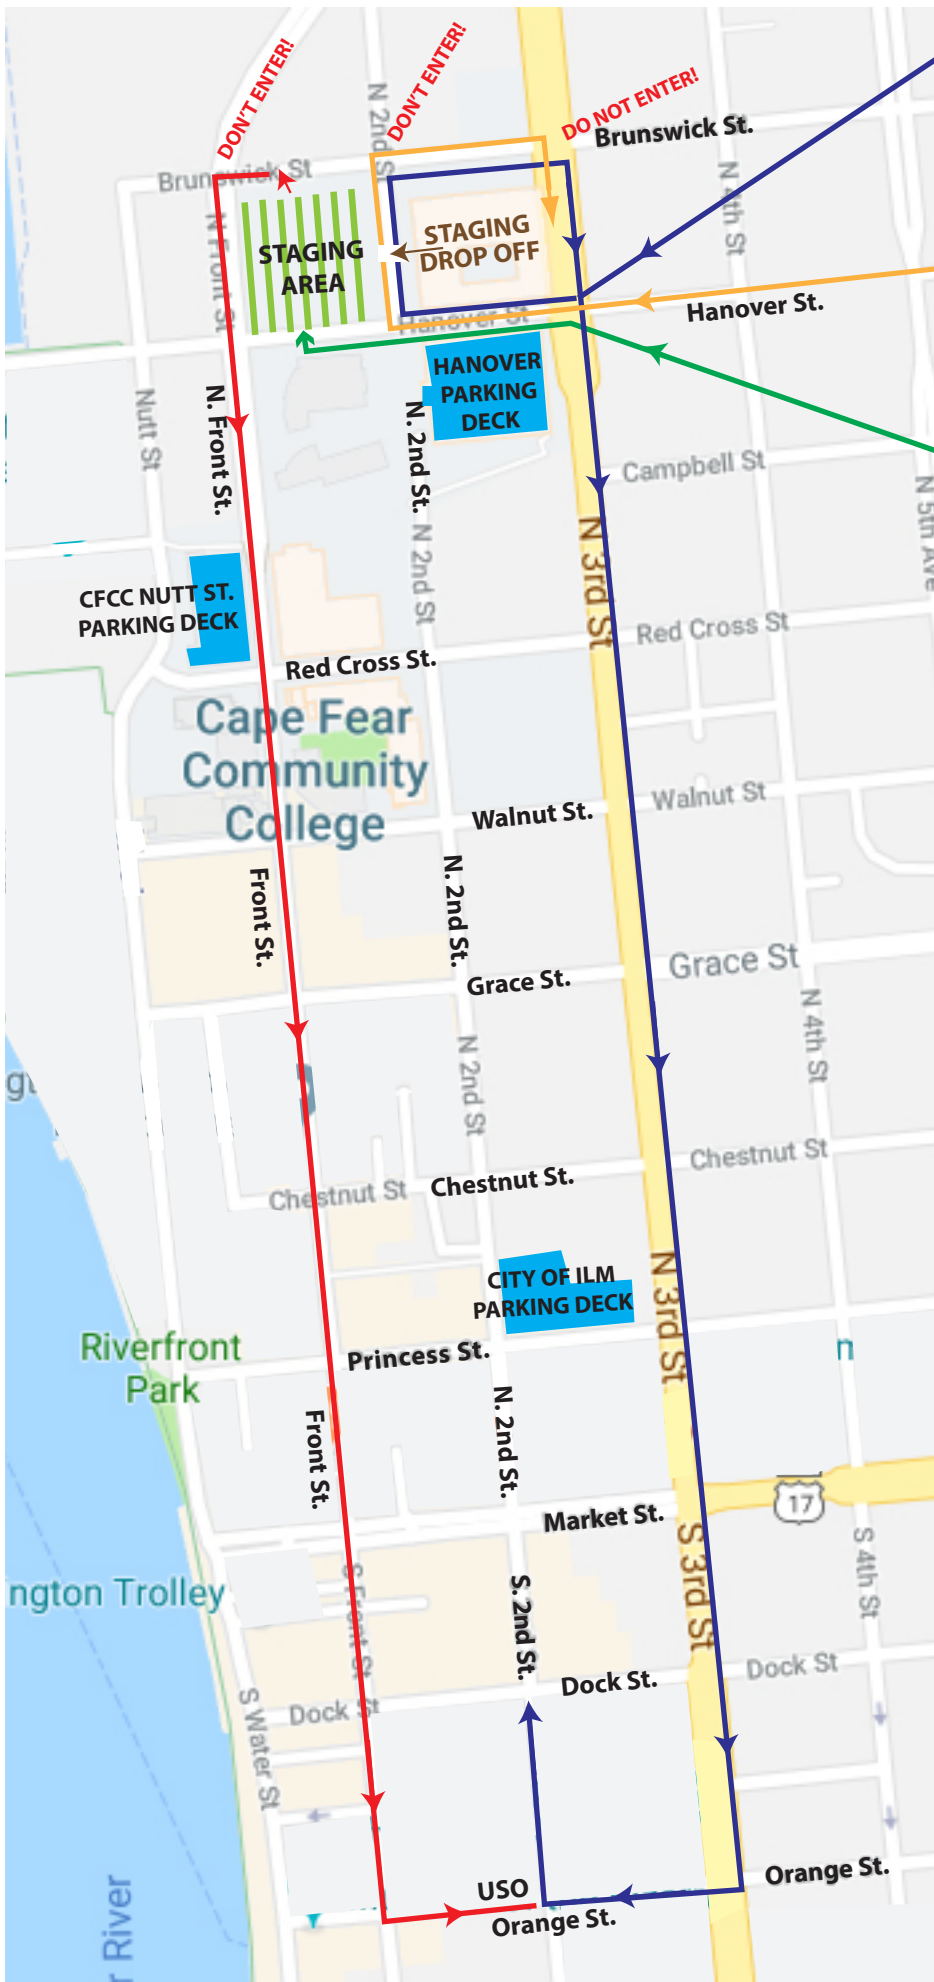 DON'T ENTER!
DON'T ENTER!
DO NOT ENTER!
N 2nd St
Brunswick St.
Brunswick St
N 4th St
N Front St
STAGING
AREA
STAGING
DROP OFF
Hanover St.
Hanover St
HANOVER
PARKING
DECK
Nutt St
N. Front St.
N. 2nd St.
Campbell St
N 5th Ave
N 2nd St
N 3rd St
CFCC NUTT ST.
PARKING DECK
Red Cross St
Red Cross St.
Cape Fear
Community
College
Walnut St
Walnut St.
Front St.
N. 2nd St.
Grace St
Grace St.
N 4th St
N 2nd St
Chestnut St
Chestnut St.
Chestnut St
CITY OF ILM
PARKING DECK
N 3rd St
Riverfront
Park
Princess St.
n
Front St.
N. 2nd St.
17
Market St.
S 3rd St
S 4th St
ngton Trolley
S Front St
S. 2nd St.
Dock St
Dock St.
Dock St
S Water St
Orange St.
USO
Orange St.
r River